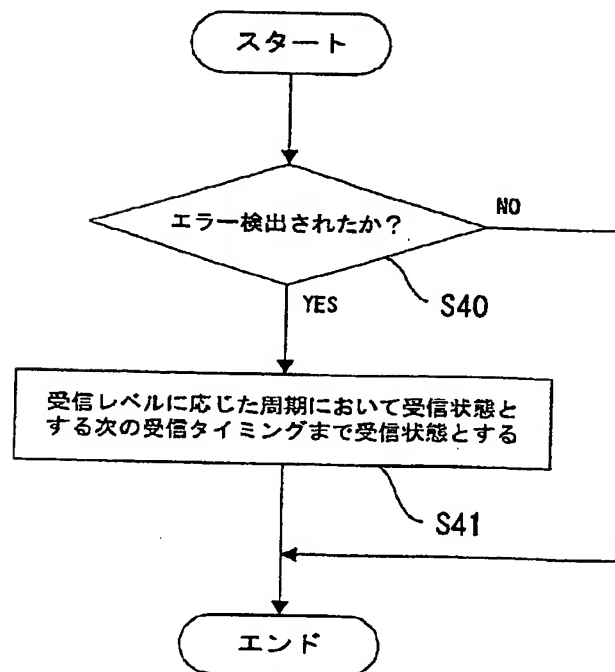 スタート
エラー検出されたか?
NO
S40
YES
受信レベルに応じた周期において受信状態と
する次の受信タイミングまで受信状態とする
S41
エンド